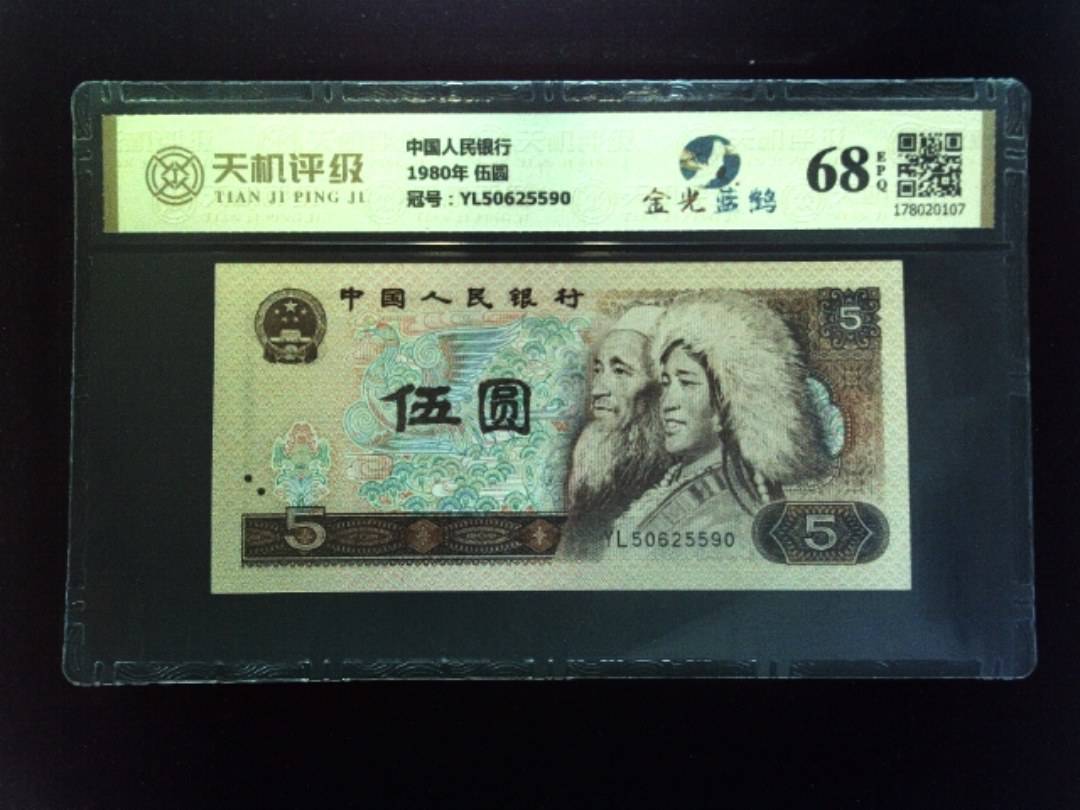 天机评级
TIAN JI PING JI
中国人民银行
1980年 伍圆
冠号：YL50625590
金光蓝鹤
68
EPQ
178020107
中国人民银行
5
伍圆
5
YL50625590
5